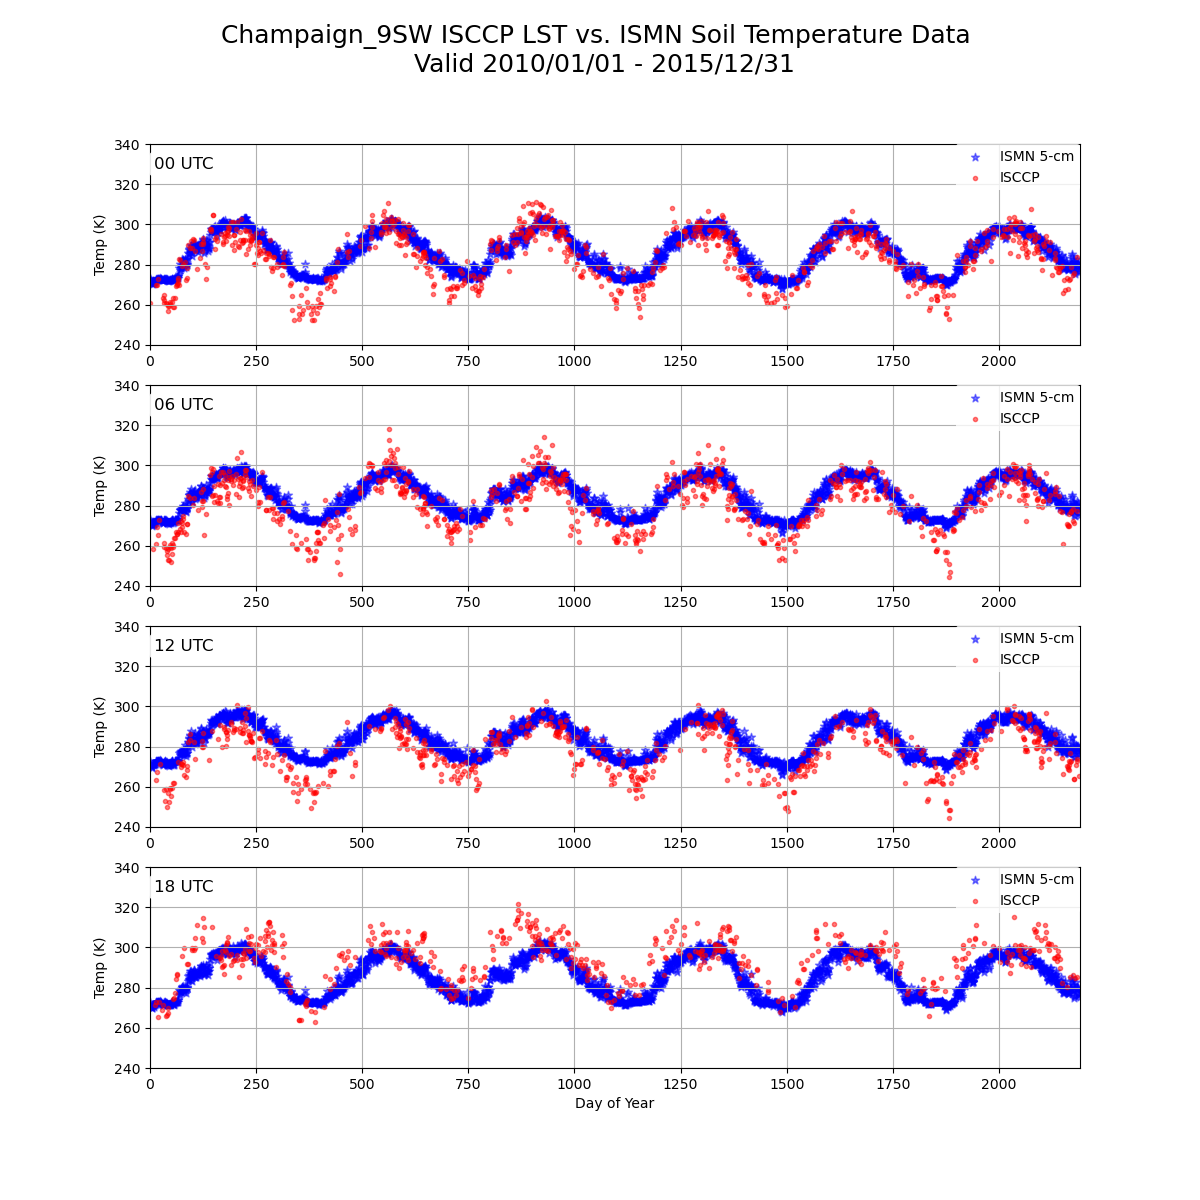 Champaign_9SW ISCCP LST vs. ISMN Soil Temperature Data
Valid 2010/01/01 - 2015/12/31
340
320
300
280
260
240
Temp (K)
00 UTC
ISMN 5-cm
ISCCP
0 250 500 750 1000 1250 1500 1750 2000
340
320
300
280
260
240
Temp (K)
06 UTC
ISMN 5-cm
ISCCP
0 250 500 750 1000 1250 1500 1750 2000
340
320
300
280
260
240
Temp (K)
12 UTC
ISMN 5-cm
ISCCP
0 250 500 750 1000 1250 1500 1750 2000
340
320
300
280
260
240
Temp (K)
18 UTC
ISMN 5-cm
ISCCP
0 250 500 750 1000 1250 1500 1750 2000
Day of Year